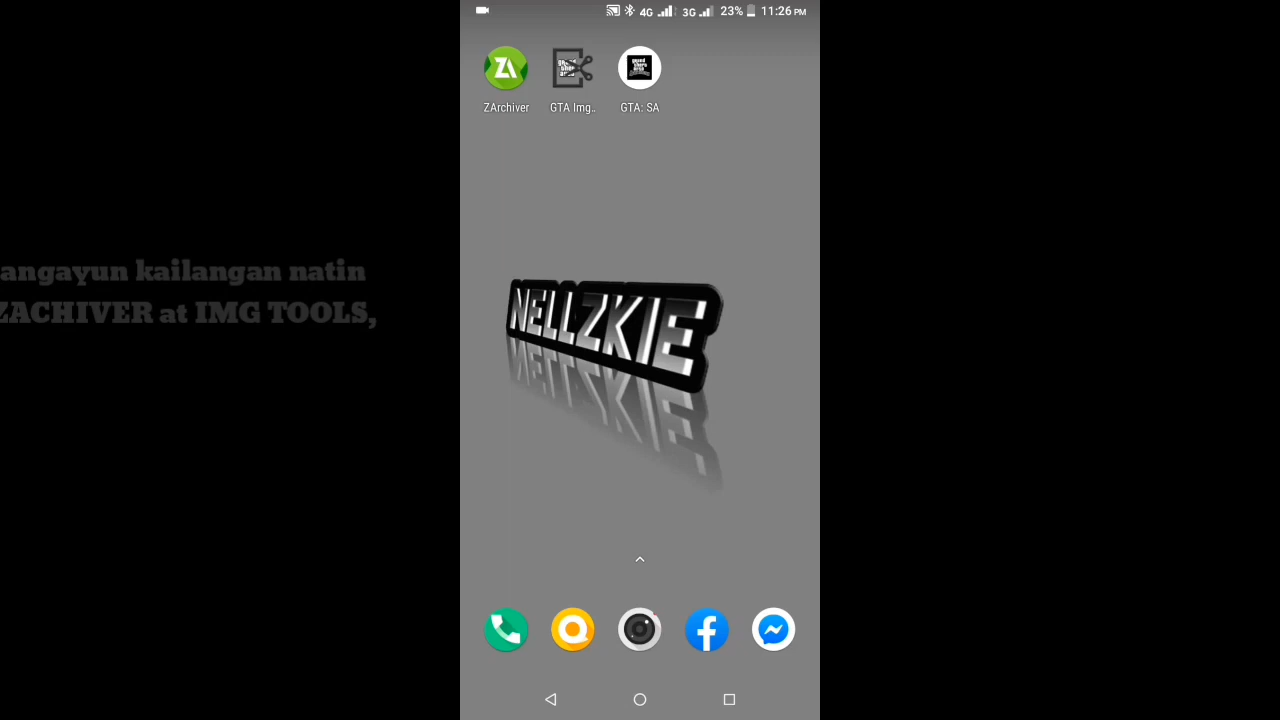 4G 3G 23% 11:26 PM
ZArchiver GTA Img.. GTA: SA
NELLZKIE
angayun kailangan natin
ZACHIVER at IMG TOOLS,